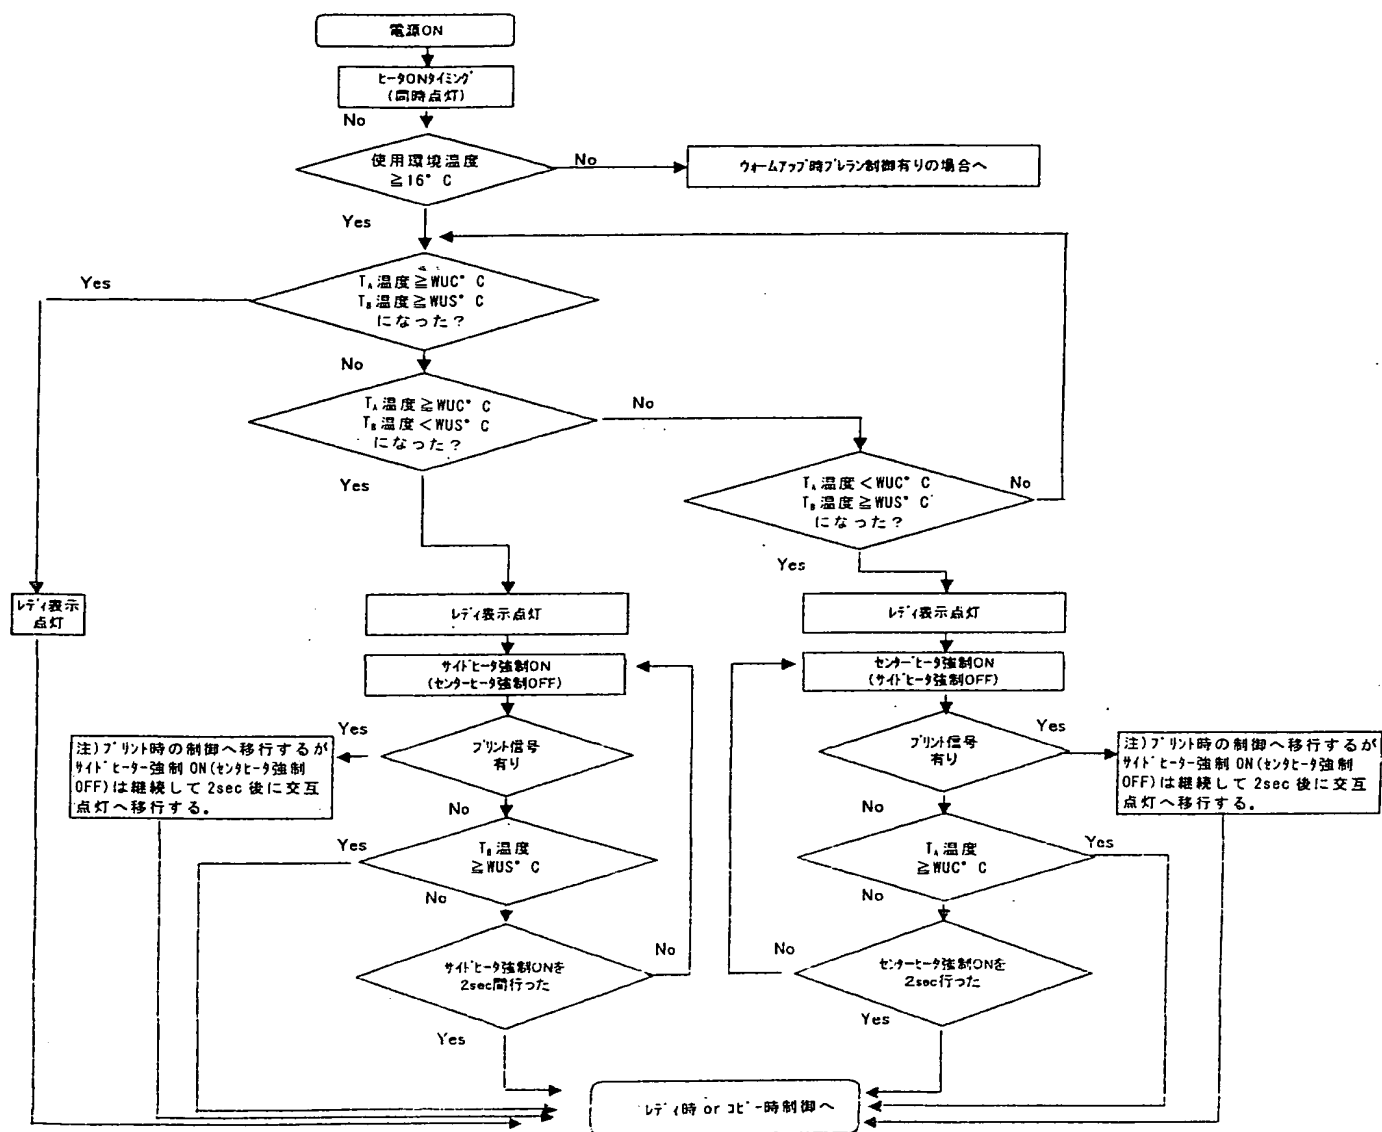 電源ON
ﾋｰﾀONﾀｲﾐﾝｸﾞ
(同時点灯)
No
使用環境温度
≧16°C
No
ｳｫｰﾑｱｯﾌﾟ時ﾌﾟﾚﾗﾝ制御有りの場合へ
Yes
Yes
TA温度≧WUC°C
TB温度≧WUS°C
になった?
No
TA温度≧WUC°C
TB温度<WUS°C
になった?
No
Yes
TA温度<WUC°C
TB温度≧WUS°C
になった?
No
Yes
ﾚﾃﾞｨ表示
点灯
ﾚﾃﾞｨ表示点灯
ﾚﾃﾞｨ表示点灯
ｻｲﾄﾞﾋｰﾀ強制ON
(ｾﾝﾀｰﾋｰﾀ強制OFF)
ｾﾝﾀｰﾋｰﾀ強制ON
(ｻｲﾄﾞﾋｰﾀ強制OFF)
Yes
ﾌﾟﾘﾝﾄ信号
有り
ﾌﾟﾘﾝﾄ信号
有り
Yes
注)ﾌﾟﾘﾝﾄ時の制御へ移行するが
ｻｲﾄﾞﾋｰﾀｰ強制 ON(ｾﾝﾀﾋｰﾀ強制
OFF)は継続して 2sec 後に交互
点灯へ移行する。
注)ﾌﾟﾘﾝﾄ時の制御へ移行するが
ｻｲﾄﾞﾋｰﾀｰ強制 ON(ｾﾝﾀﾋｰﾀ強制
OFF)は継続して 2sec 後に交互
点灯へ移行する。
No
No
Yes
TB温度
≧WUS°C
TA温度
≧WUC°C
Yes
No
No
ｻｲﾄﾞﾋｰﾀ強制ONを
2sec間行った
No
No
ｾﾝﾀｰﾋｰﾀ強制ONを
2sec行った
Yes
Yes
ﾚﾃﾞｨ時 or ｺﾋﾟｰ時制御へ